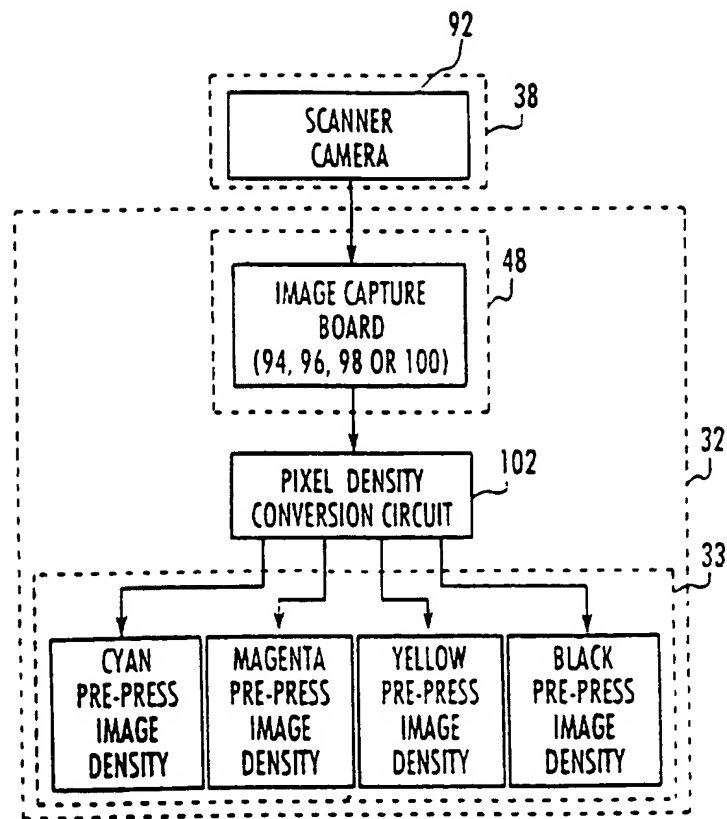 92
38
SCANNER
CAMERA
48
IMAGE CAPTURE
BOARD
(94, 96, 98 OR 100)
32
102
PIXEL DENSITY
CONVERSION CIRCUIT
33
CYAN
PRE-PRESS
IMAGE
DENSITY
MAGENTA
PRE-PRESS
IMAGE
DENSITY
YELLOW
PRE-PRESS
IMAGE
DENSITY
BLACK
PRE-PRESS
IMAGE
DENSITY